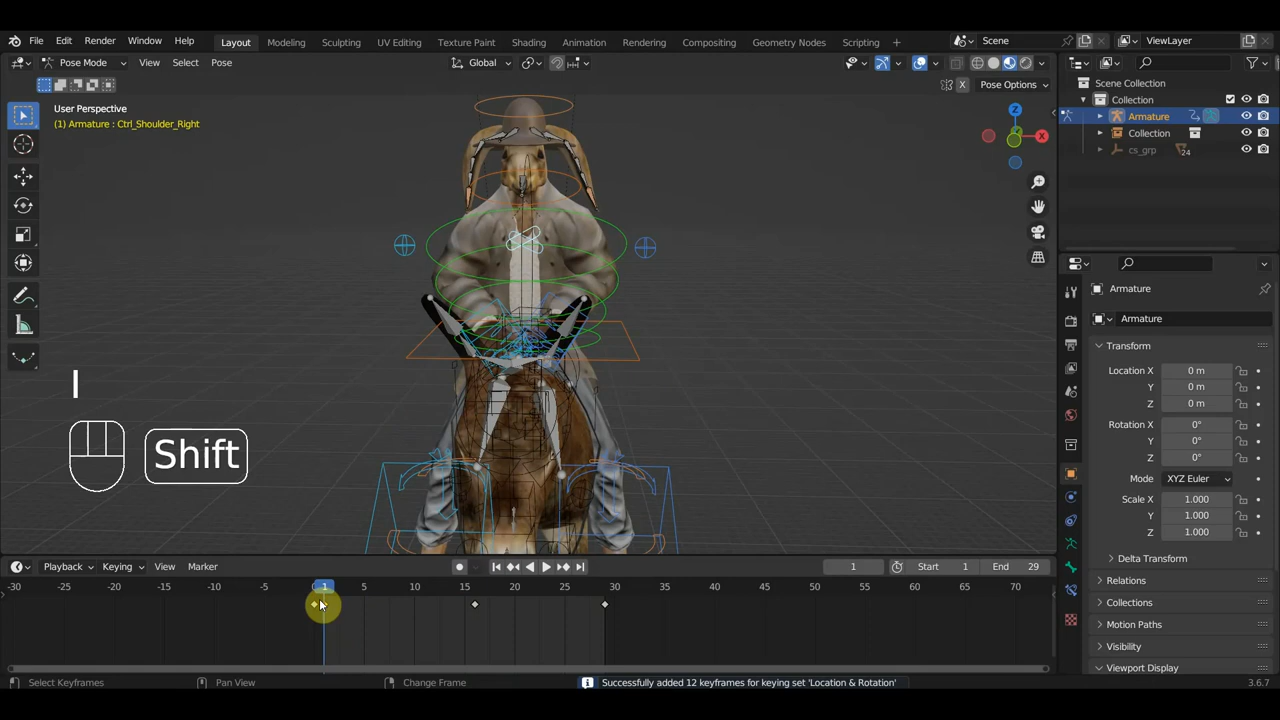 File Edit Render Window Help Layout Modeling Sculpting UV Editing Texture Paint Shading Animation Rendering Compositing Geometry Nodes Scripting + Scene ViewLayer
Pose Mode View Select Pose Global
X Pose Options
User Perspective
(1) Armature : Ctrl_Shoulder_Right
Z
X
Scene Collection
Collection
Armature
Collection
cs_grp 24
Armature
Armature
Transform
Location X 0 m
Y 0 m
Z 0 m
Rotation X 0°
Y 0°
Z 0°
Mode XYZ Euler
Scale X 1.000
Y 1.000
Z 1.000
Delta Transform
Relations
Collections
Motion Paths
Visibility
Viewport Display
I
Shift
Playback Keying View Marker 1 Start 1 End 29
-30 -25 -20 -15 -10 -5 1 5 10 15 20 25 30 35 40 45 50 55 60 65 70
Select Keyframes Pan View Change Frame Successfully added 12 keyframes for keying set 'Location & Rotation' 3.6.7